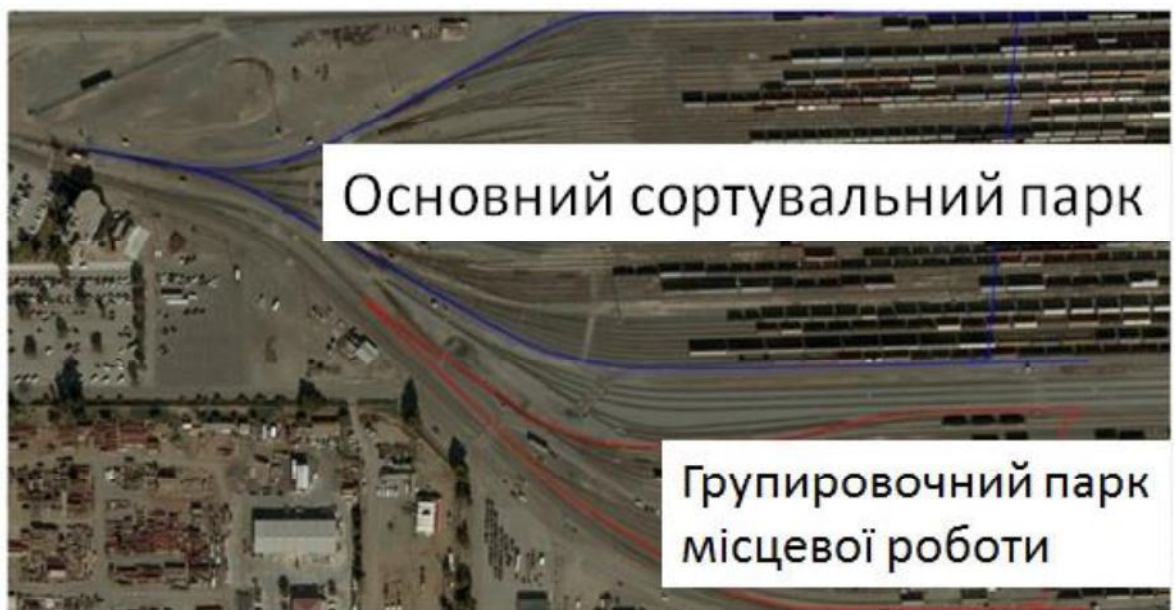 Основний сортувальний парк
Групировочний парк
місцевої роботи